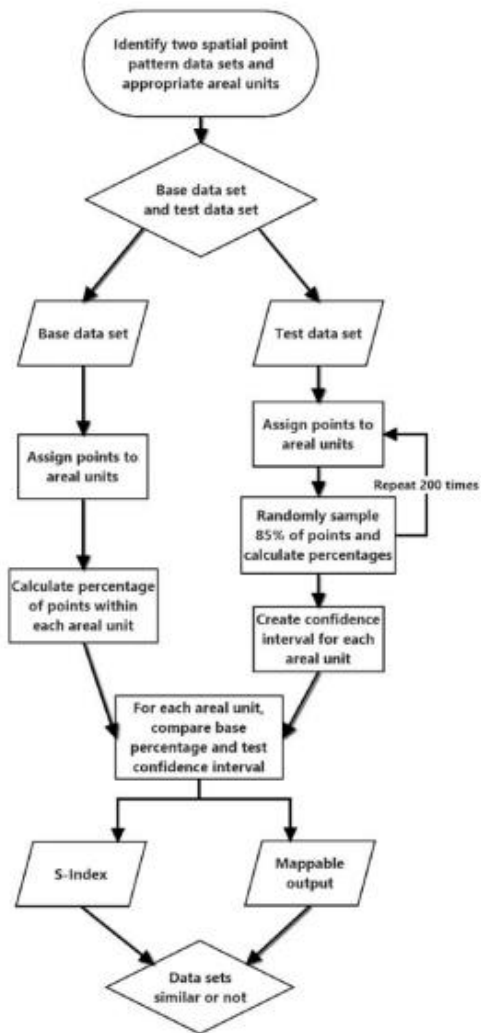 Identify two spatial point
pattern data sets and
appropriate areal units
Base data set
and test data set
Base data set
Test data set
Assign points to
areal units
Assign points to
areal units
Repeat 200 times
Randomly sample
85% of points and
calculate percentages
Calculate percentage
of points within
each areal unit
Create confidence
interval for each
areal unit
For each areal unit,
compare base
percentage and test
confidence interval
S-Index
Mappable
output
Data sets
similar or not